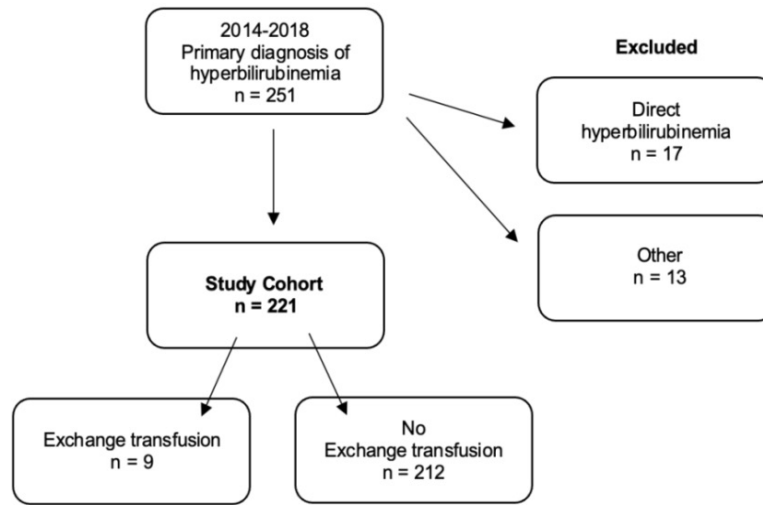 2014-2018
Primary diagnosis of
hyperbilirubinemia
n = 251
Excluded
Direct
hyperbilirubinemia
n = 17
Other
n = 13
Study Cohort
n = 221
Exchange transfusion
n = 9
No
Exchange transfusion
n = 212